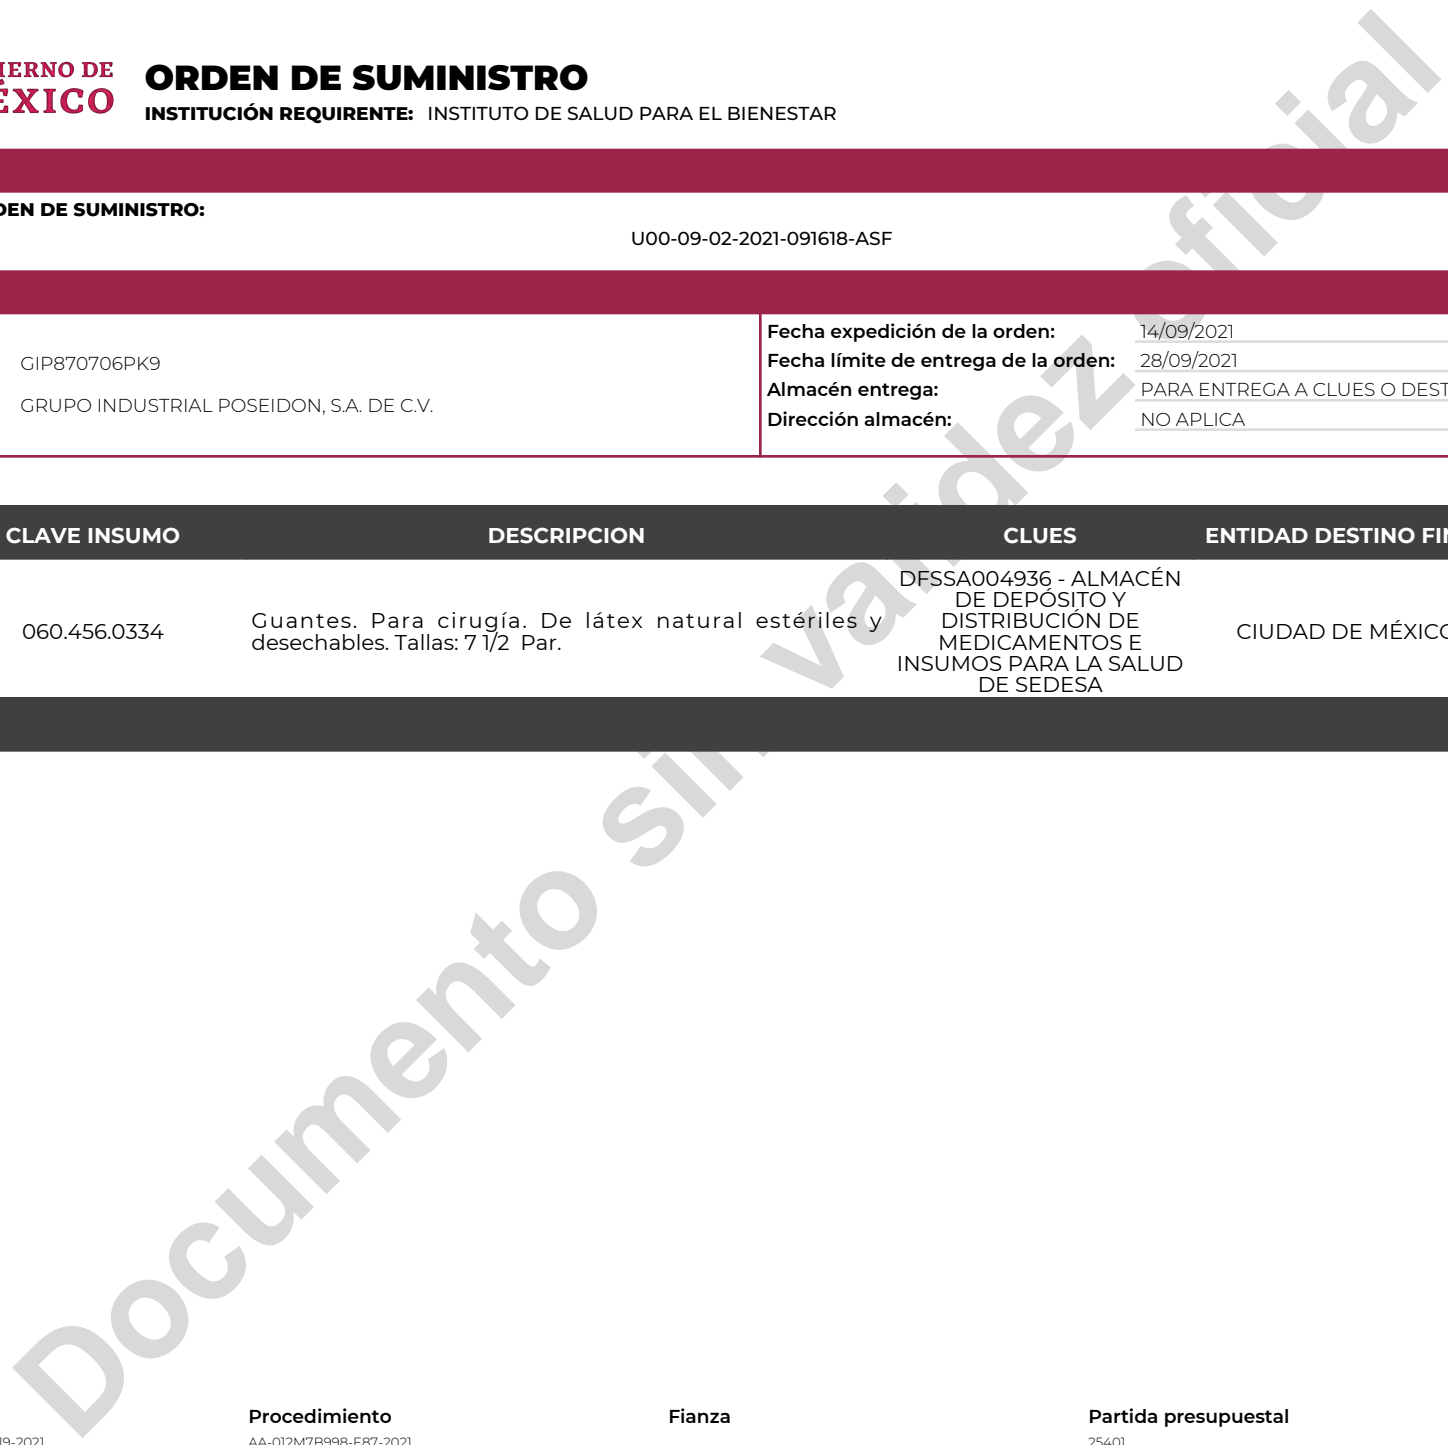 IERNO DE
ÉXICO
ORDEN DE SUMINISTRO
INSTITUCIÓN REQUIRENTE: INSTITUTO DE SALUD PARA EL BIENESTAR
DEN DE SUMINISTRO:
U00-09-02-2021-091618-ASF
GIP870706PK9
GRUPO INDUSTRIAL POSEIDON, S.A. DE C.V.
Fecha expedición de la orden: 14/09/2021
Fecha límite de entrega de la orden: 28/09/2021
Almacén entrega: PARA ENTREGA A CLUES O DEST
Dirección almacén: NO APLICA
CLAVE INSUMO DESCRIPCION CLUES ENTIDAD DESTINO FIN
060.456.0334
Guantes. Para cirugía. De látex natural estériles y
desechables. Tallas: 7 1/2 Par.
DFSSA004936 - ALMACÉN
DE DEPÓSITO Y
DISTRIBUCIÓN DE
MEDICAMENTOS E
INSUMOS PARA LA SALUD
DE SEDESA
CIUDAD DE MÉXICO
Documento sin validez oficial
Procedimiento Fianza Partida presupuestal
19-2021 AA-012M7B998-E87-2021 25401